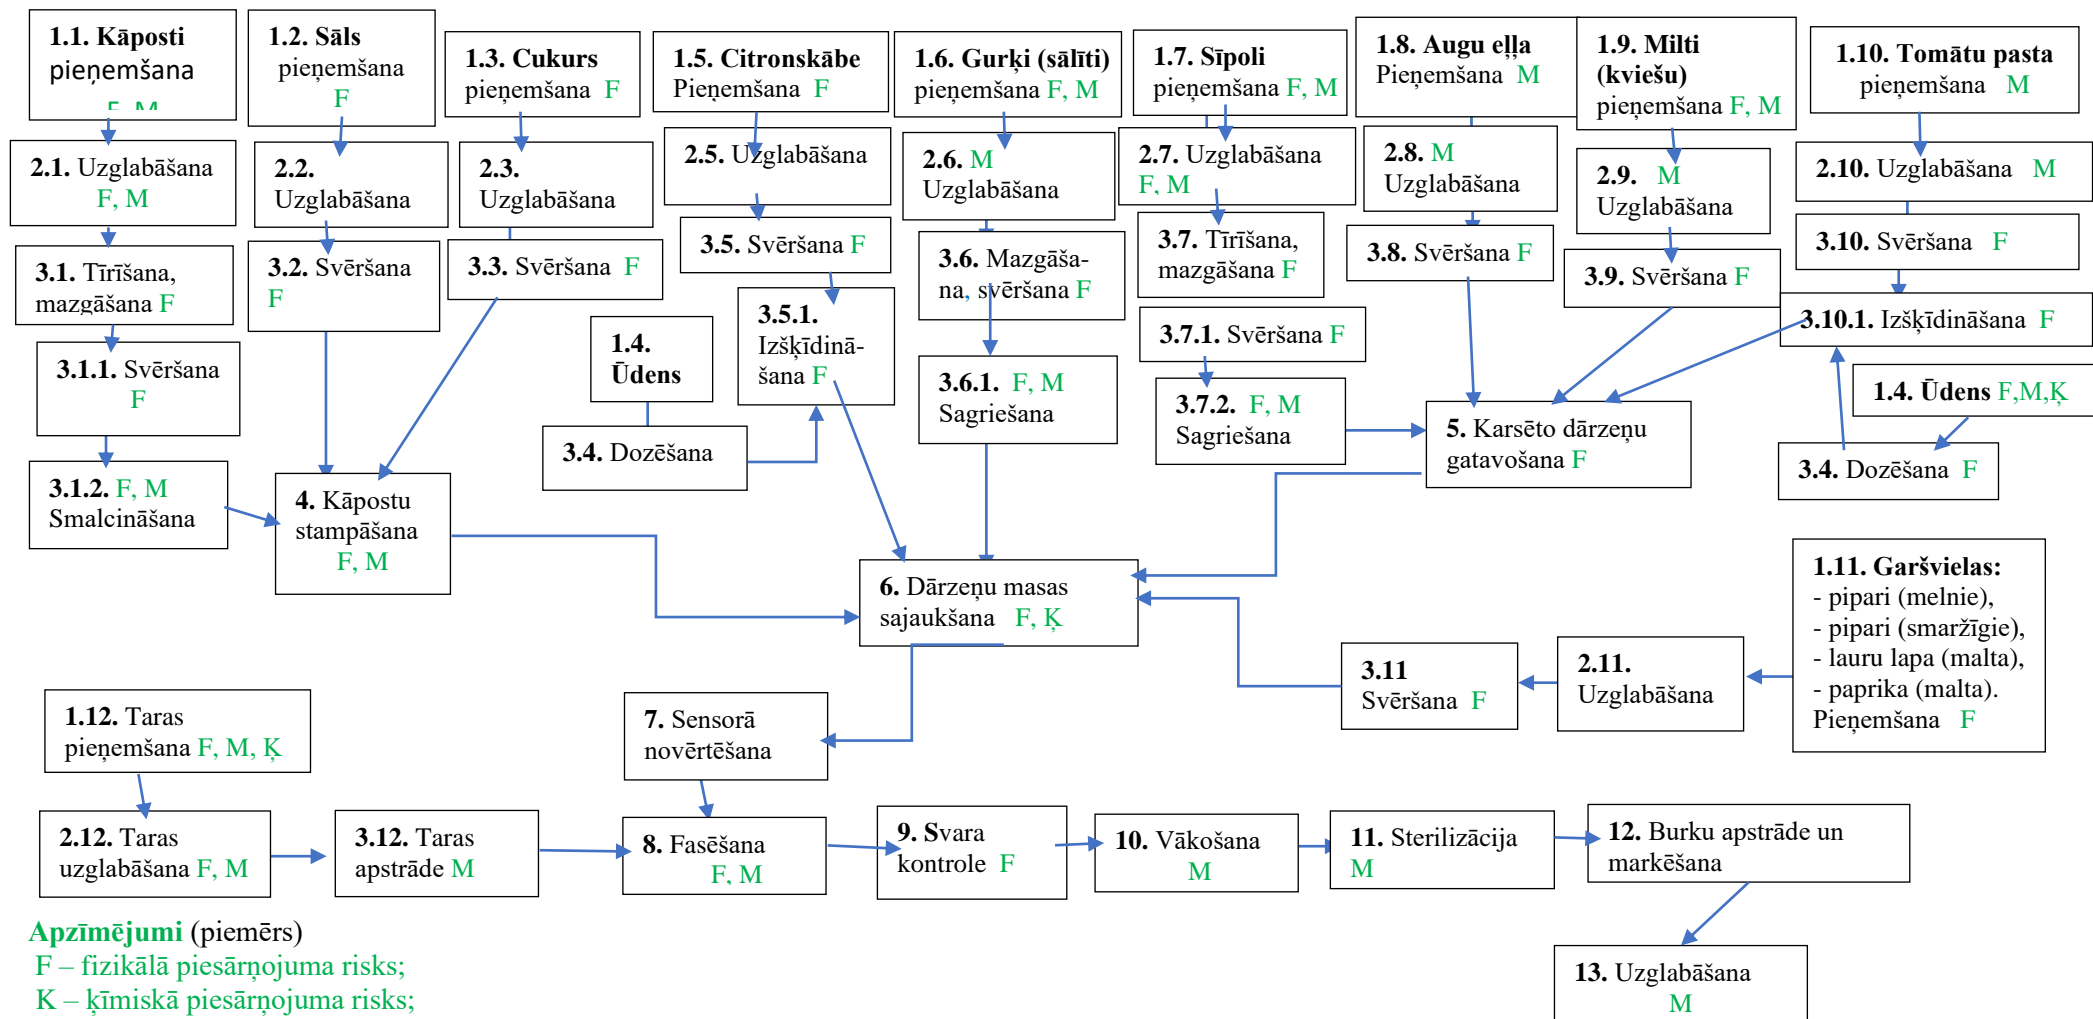 1.1. Kāposti
pieņemšana
F, M
1.2. Sāls
pieņemšana
F
1.3. Cukurs
pieņemšana F
1.5. Citronskābe
Pieņemšana F
1.6. Gurķi (sālīti)
pieņemšana F, M
1.7. Sīpoli
pieņemšana F, M
1.8. Augu eļļa
Pieņemšana M
1.9. Milti
(kviešu)
pieņemšana F, M
1.10. Tomātu pasta
pieņemšana M
2.1. Uzglabāšana
F, M
2.2.
Uzglabāšana
2.3.
Uzglabāšana
2.5. Uzglabāšana
2.6. M
Uzglabāšana
2.7. Uzglabāšana
F, M
2.8. M
Uzglabāšana
2.9. M
Uzglabāšana
2.10. Uzglabāšana M
3.1. Tīrīšana,
mazgāšana F
3.2. Svēršana
F
3.3. Svēršana F
3.5. Svēršana F
3.6. Mazgāša-
na, svēršana F
3.7. Tīrīšana,
mazgāšana F
3.8. Svēršana F
3.9. Svēršana F
3.10. Svēršana F
3.1.1. Svēršana
F
1.4.
Ūdens
3.5.1.
Izšķīdinā-
šana F
3.6.1. F, M
Sagriešana
3.7.1. Svēršana F
3.7.2. F, M
Sagriešana
3.10.1. Izšķīdināšana F
1.4. Ūdens F,M,Ķ
3.1.2. F, M
Smalcināšana
4. Kāpostu
stampāšana
F, M
3.4. Dozēšana
5. Karsēto dārzeņu
gatavošana F
3.4. Dozēšana F
6. Dārzeņu masas
sajaukšana F, Ķ
3.11
Svēršana F
2.11.
Uzglabāšana
1.11. Garšvielas:
- pipari (melnie),
- pipari (smaržīgie),
- lauru lapa (malta),
- paprika (malta).
Pieņemšana F
1.12. Taras
pieņemšana F, M, Ķ
7. Sensorā
novērtēšana
2.12. Taras
uzglabāšana F, M
3.12. Taras
apstrāde M
8. Fasēšana
F, M
9. Svara
kontrole F
10. Vākošana
M
11. Sterilizācija
M
12. Burku apstrāde un
markēšana
13. Uzglabāšana
M
Apzīmējumi (piemērs)
F – fizikālā piesārņojuma risks;
K – ķīmiskā piesārņojuma risks;